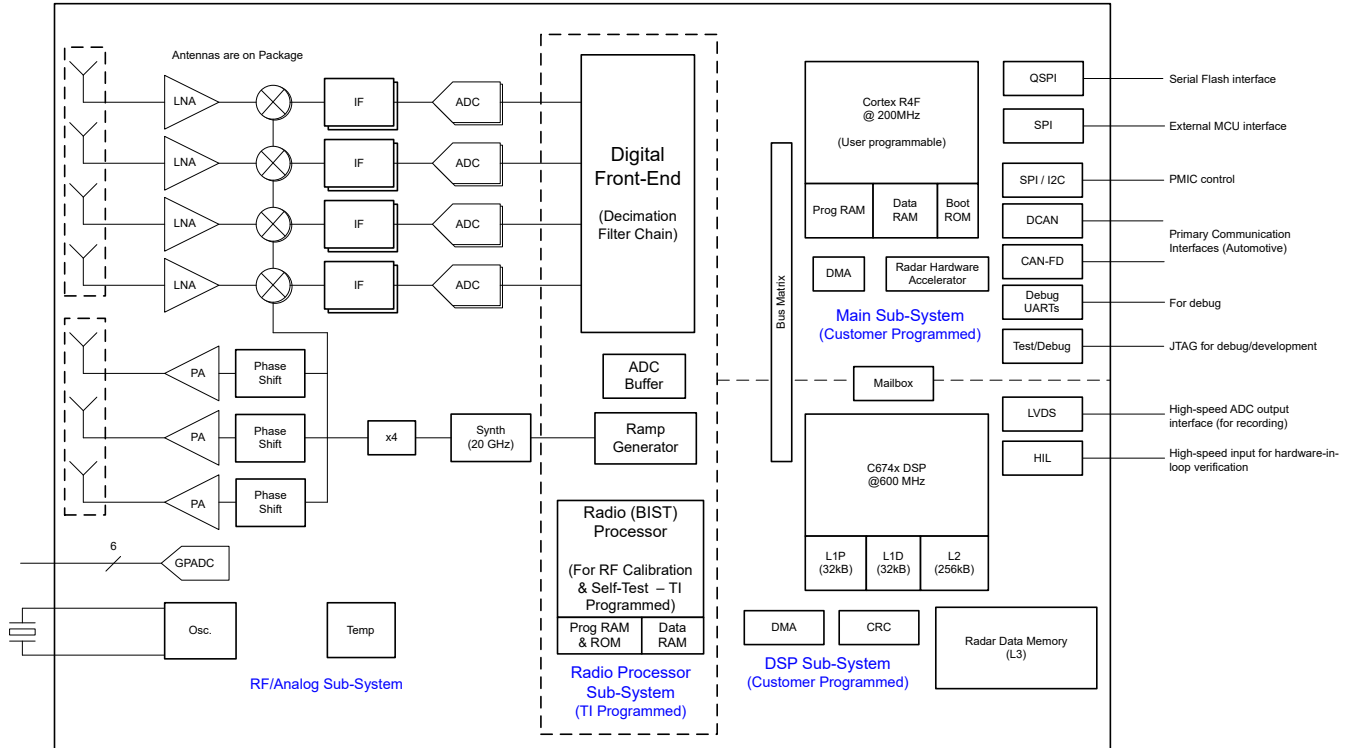 Antennas are on Package
LNA
IF
ADC
LNA
IF
ADC
LNA
IF
ADC
LNA
IF
ADC
PA
Phase
Shift
PA
Phase
Shift
PA
Phase
Shift
x4
Synth
(20 GHz)
6
GPADC
Osc.
Temp
RF/Analog Sub-System
Digital
Front-End
(Decimation
Filter Chain)
ADC
Buffer
Ramp
Generator
Radio (BIST)
Processor
(For RF Calibration
& Self-Test – TI
Programmed)
Prog RAM
& ROM
Data
RAM
Radio Processor
Sub-System
(TI Programmed)
Bus Matrix
Cortex R4F
@ 200MHz
(User programmable)
Prog RAM
Data
RAM
Boot
ROM
DMA
Radar Hardware
Accelerator
Main Sub-System
(Customer Programmed)
Mailbox
C674x DSP
@600 MHz
L1P
(32kB)
L1D
(32kB)
L2
(256kB)
DMA
CRC
DSP Sub-System
(Customer Programmed)
Radar Data Memory
(L3)
QSPI
Serial Flash interface
SPI
External MCU interface
SPI / I2C
PMIC control
DCAN
CAN-FD
Primary Communication
Interfaces (Automotive)
Debug
UARTs
For debug
Test/Debug
JTAG for debug/development
LVDS
High-speed ADC output
interface (for recording)
HIL
High-speed input for hardware-in-
loop verification